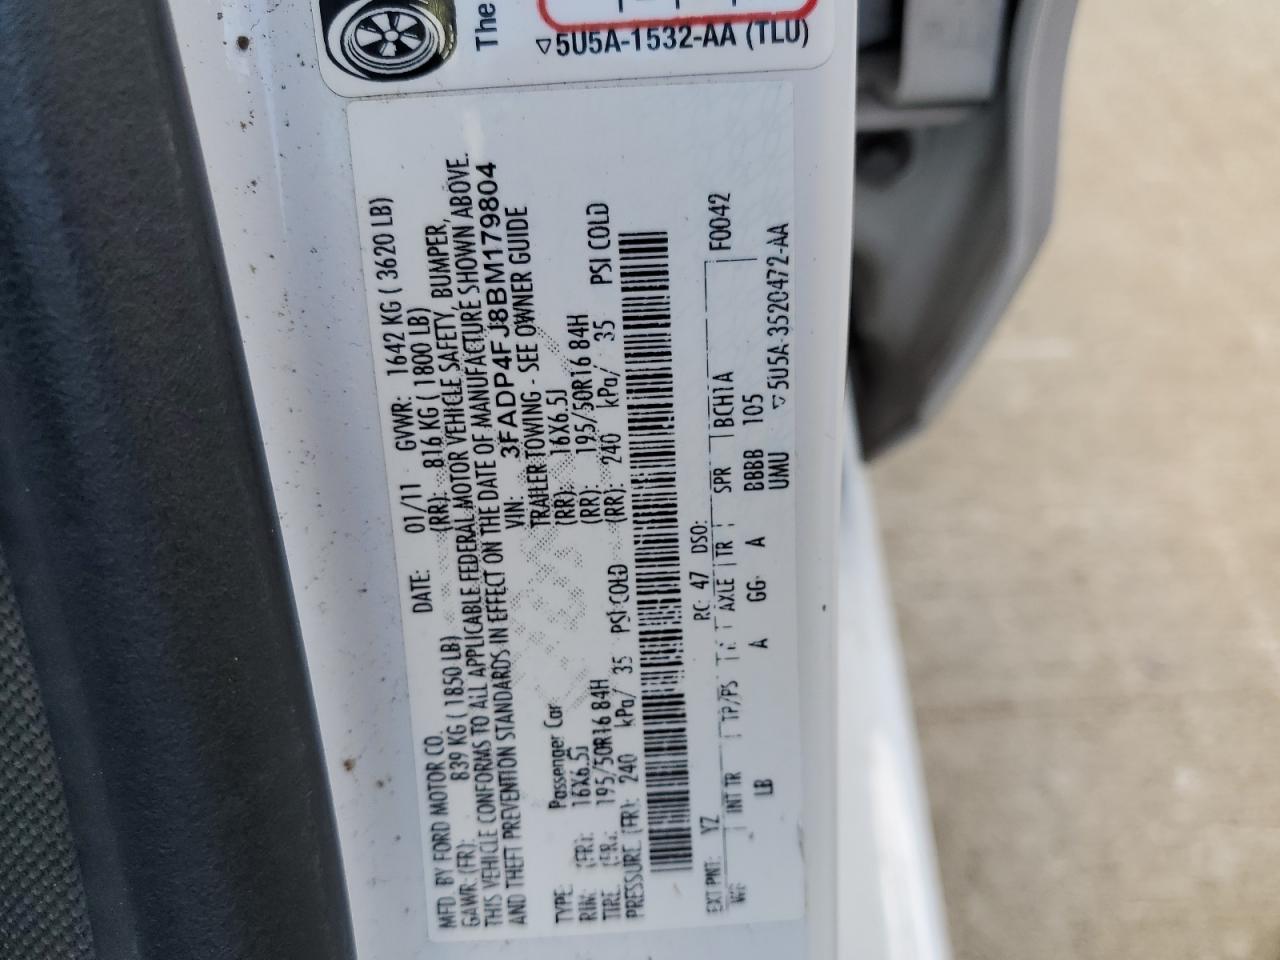 The
▽5U5A-1532-AA (TLU)
MFD. BY FORD MOTOR CO. DATE: 01/11 GVWR: 1642 KG ( 3620 LB)
GAWR: (FR): 839 KG ( 1850 LB) (RR): 816 KG ( 1800 LB)
THIS VEHICLE CONFORMS TO ALL APPLICABLE FEDERAL MOTOR VEHICLE SAFETY, BUMPER,
AND THEFT PREVENTION STANDARDS IN EFFECT ON THE DATE OF MANUFACTURE SHOWN ABOVE.
VIN: 3FADP4FJ8BM179804
TYPE: Passenger Car TRAILER TOWING - SEE OWNER GUIDE
RIM: (FR): 16X6.5J (RR): 16X6.5J
TIRE: (FR): 195/50R16 84H (RR): 195/50R16 84H
PRESSURE (FR): 240 kPa/ 35 PSI COLD (RR): 240 kPa/ 35 PSI COLD
EXT PNT: YZ RC: 47 DSO: F0042
WB INT TR TP/PS R AXLE TR SPR BCH1A
LB A GG A BBBB 105
UMU ▽5U5A-3520472-AA